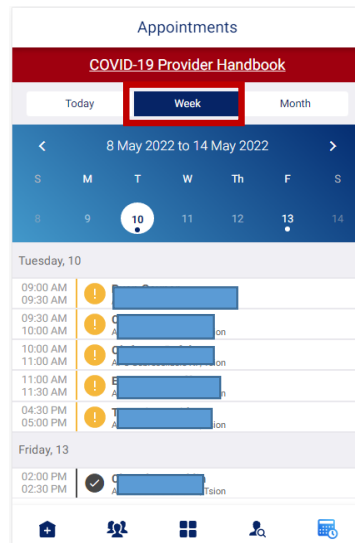 Appointments
COVID-19 Provider Handbook
Today Week Month
8 May 2022 to 14 May 2022
S M T W Th F S
8 9 10 11 12 13 14
Tuesday, 10
09:00 AM
09:30 AM
09:30 AM
10:00 AM
10:00 AM
11:00 AM
11:00 AM
11:30 AM
04:30 PM
05:00 PM
Friday, 13
02:00 PM
02:30 PM